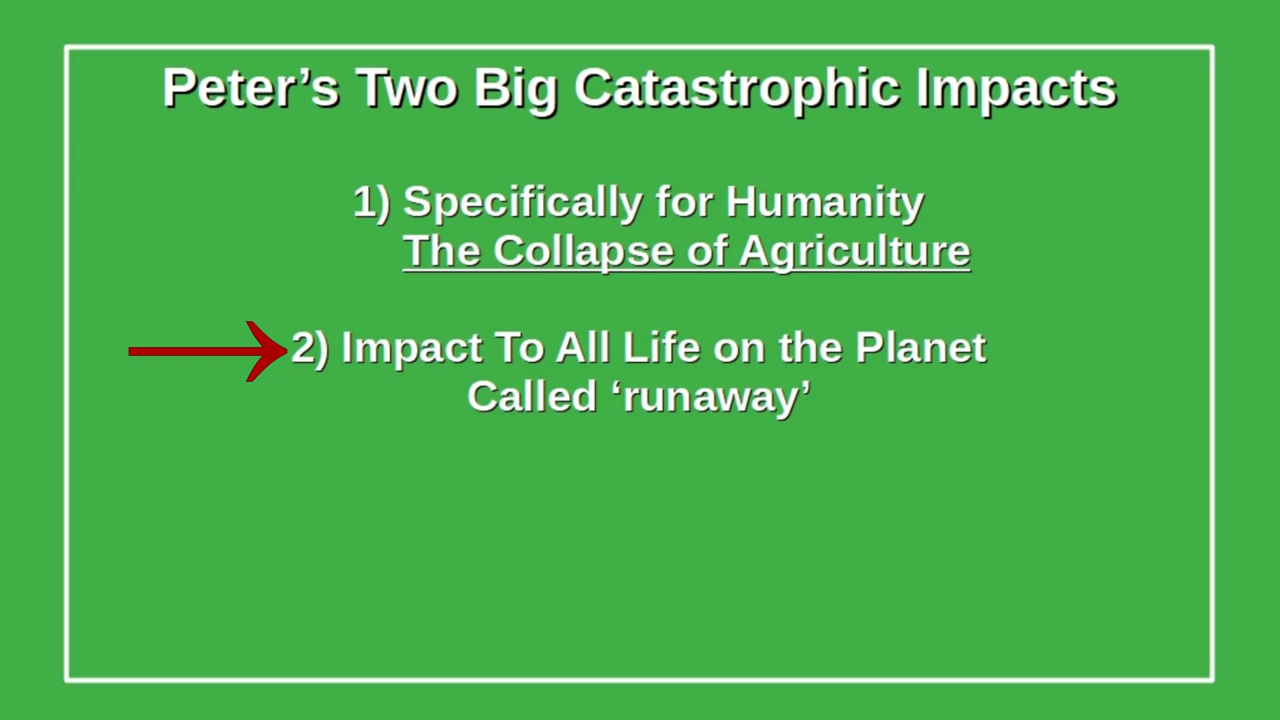 Peter’s Two Big Catastrophic Impacts
1) Specifically for Humanity
The Collapse of Agriculture
2) Impact To All Life on the Planet
Called ‘runaway’